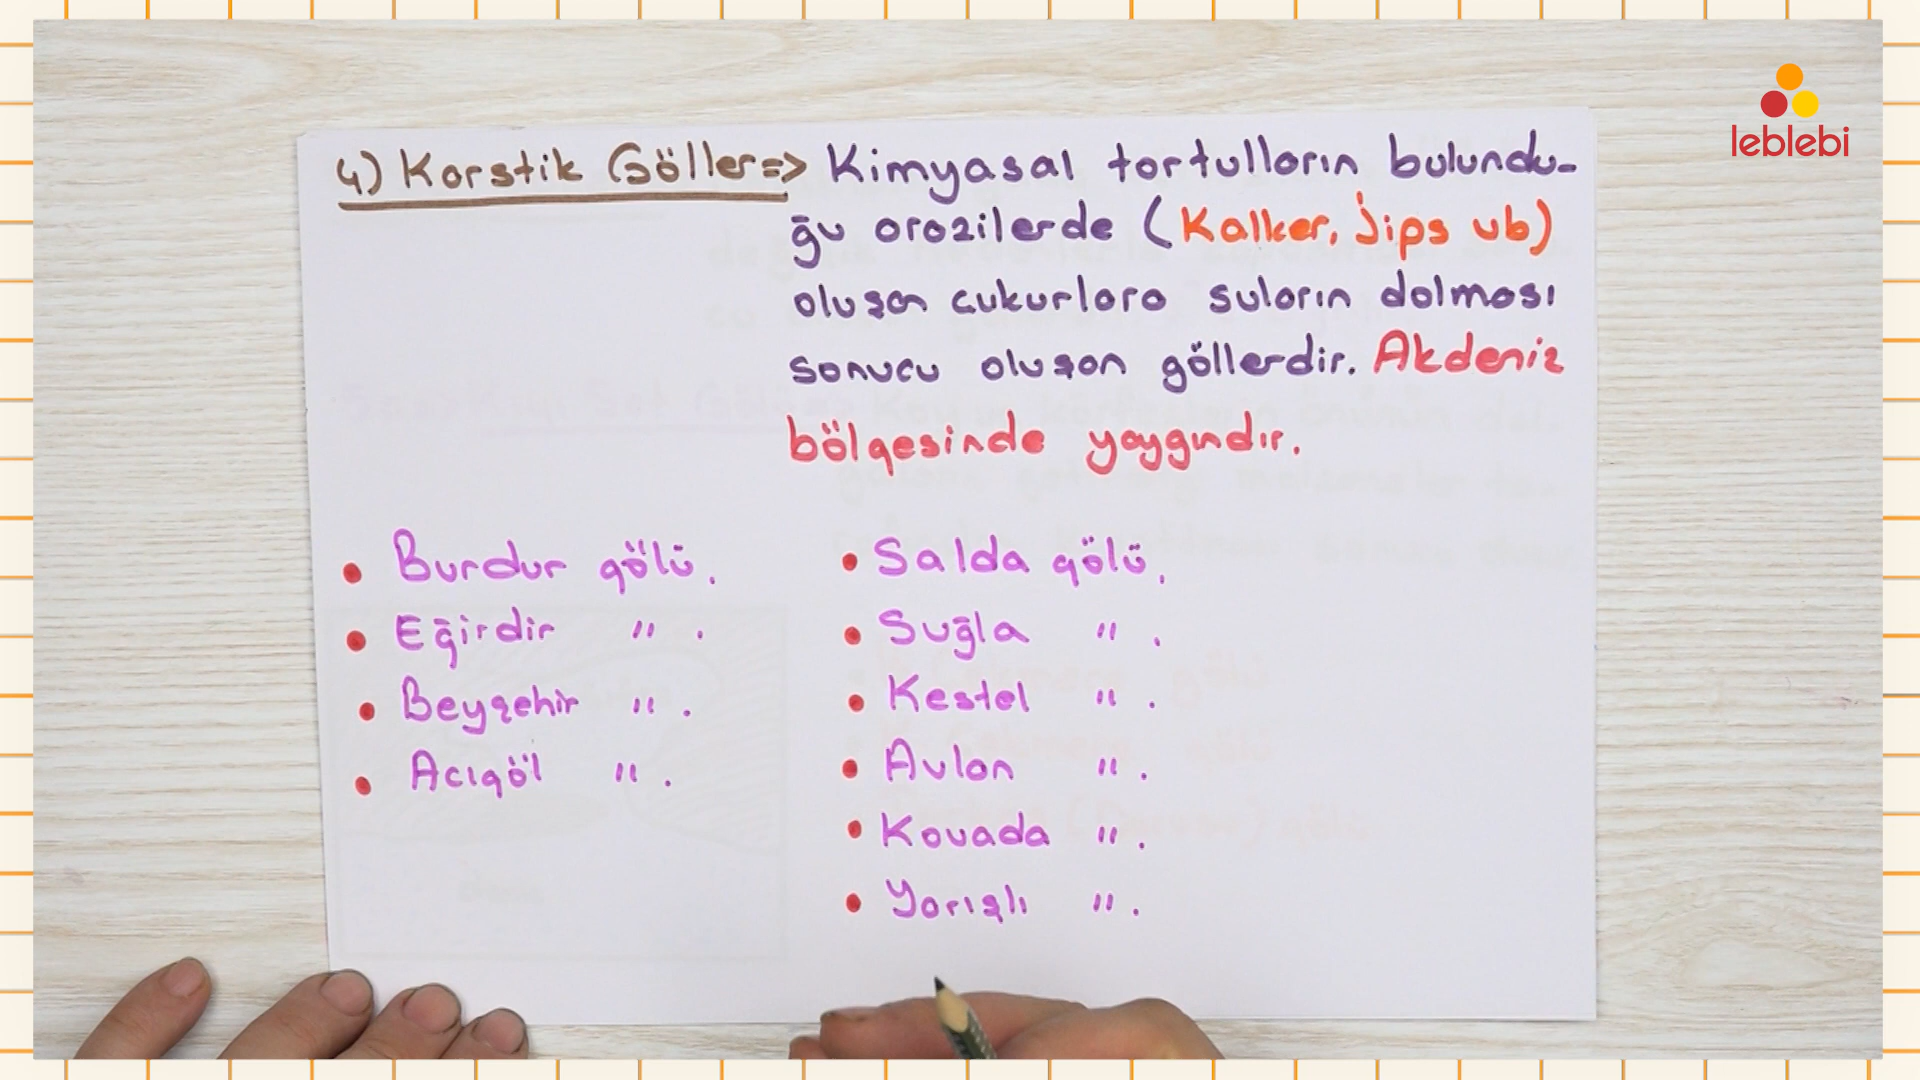 leblebi
4) Karstik Göller => Kimyasal tortulların bulundu-
ğu arazilerde (Kalker, jips vb)
oluşan çukurlara suların dolması
sonucu oluşan göllerdir. Akdeniz
bölgesinde yaygındır.
• Burdur gölü.
• Eğirdir " .
• Beyşehir " .
• Acıgöl " .
• Salda gölü.
• Suğla " .
• Kestel " .
• Avlan " .
• Kovada " .
• Yarışlı " .